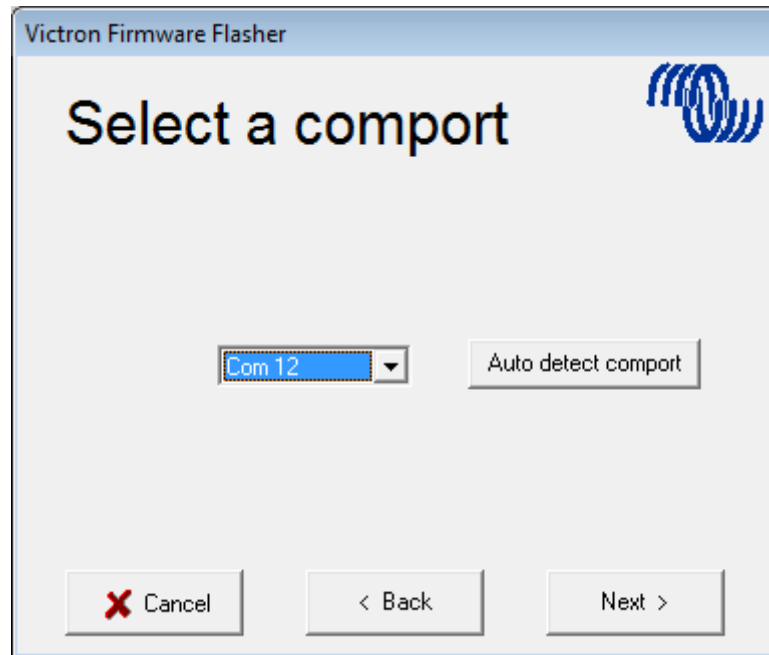 Victron Firmware Flasher
Select a comport
Com 12
Auto detect comport
Cancel
< Back
Next >